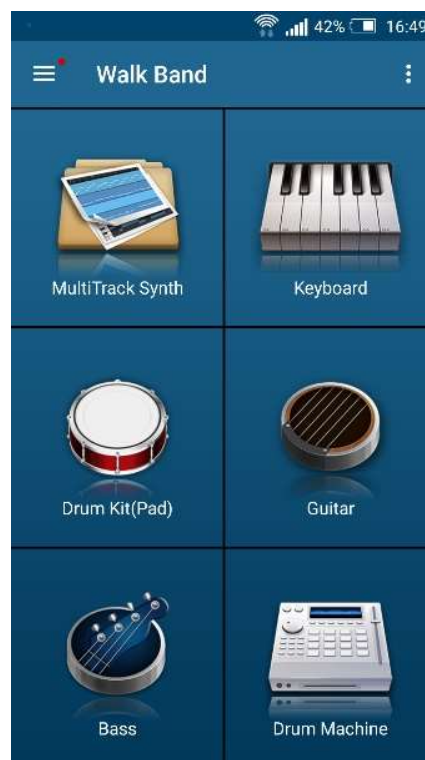 42% 16:49
Walk Band
MultiTrack Synth Keyboard
Drum Kit(Pad) Guitar
Bass Drum Machine